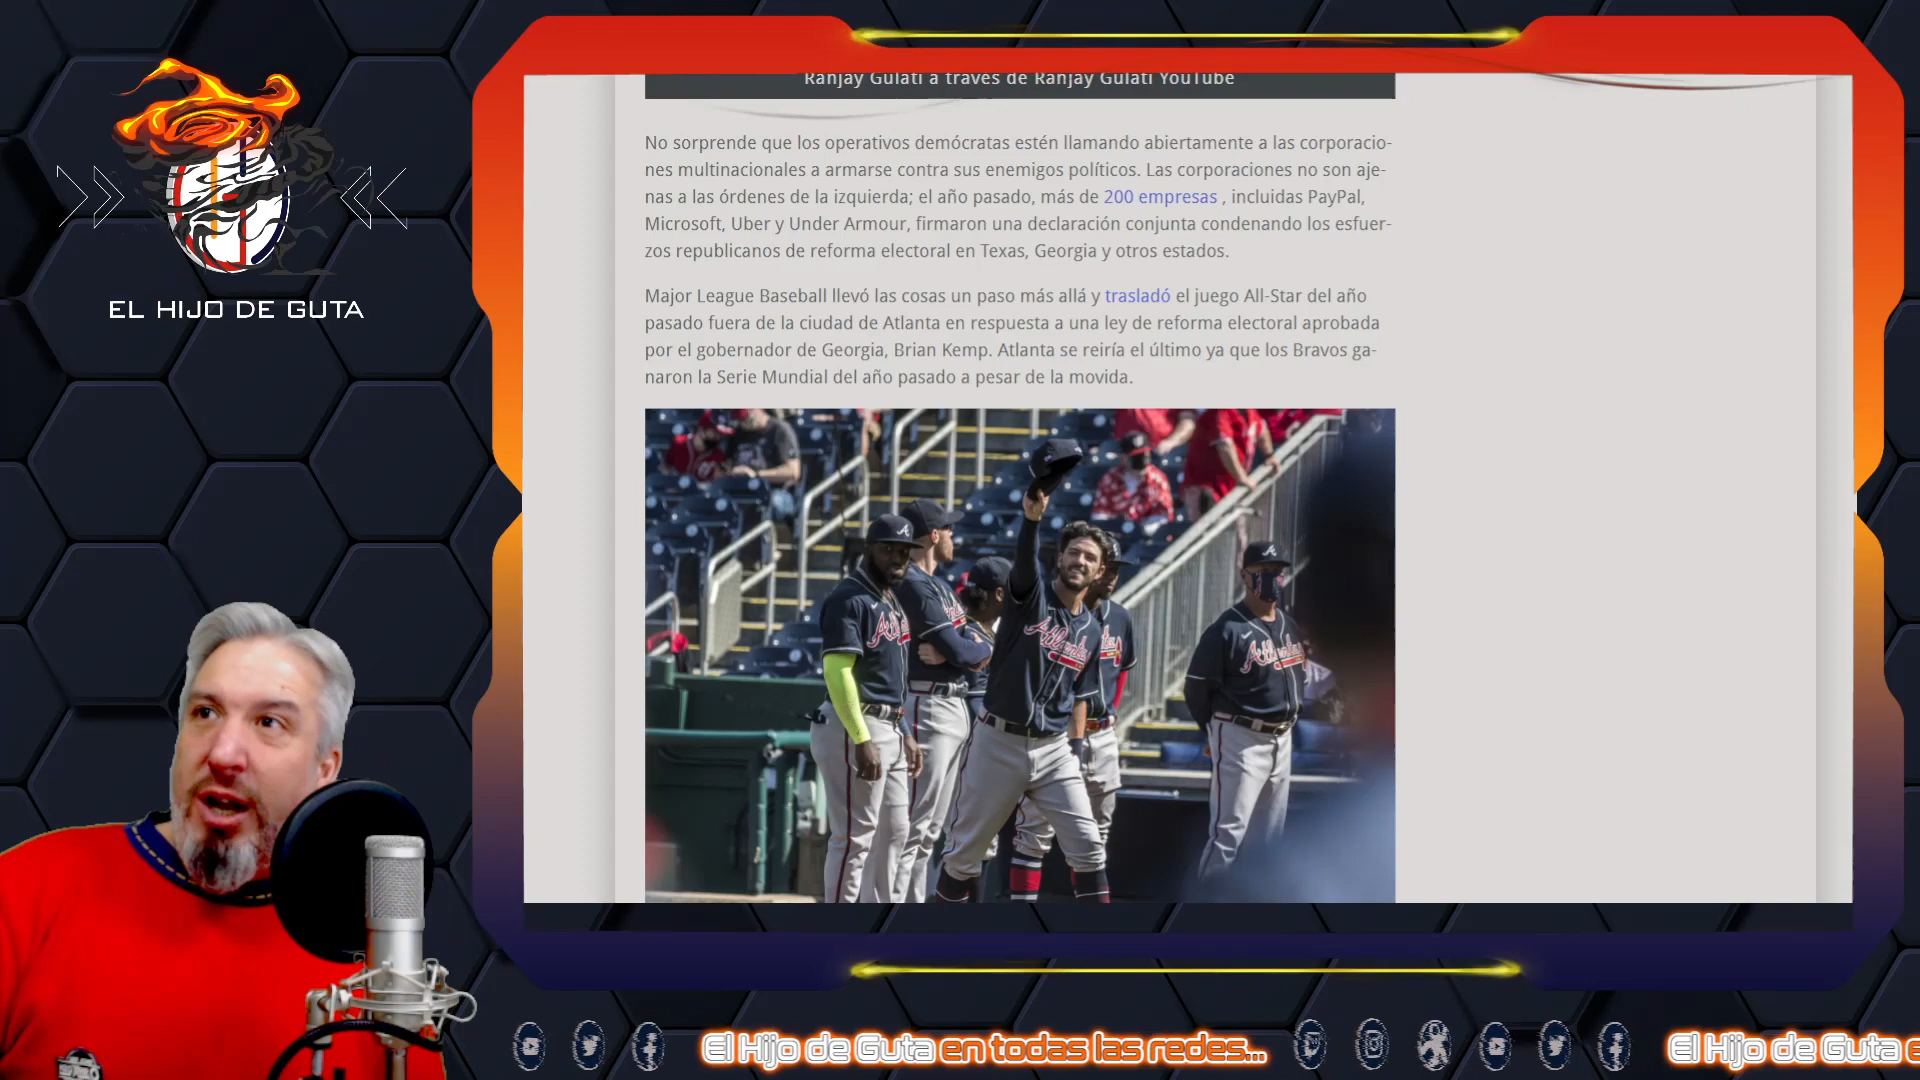 Ranjay Gulati a través de Ranjay Gulati YouTube
No sorprende que los operativos demócratas estén llamando abiertamente a las corporacio-
nes multinacionales a armarse contra sus enemigos políticos. Las corporaciones no son aje-
nas a las órdenes de la izquierda; el año pasado, más de 200 empresas , incluidas PayPal,
Microsoft, Uber y Under Armour, firmaron una declaración conjunta condenando los esfuer-
zos republicanos de reforma electoral en Texas, Georgia y otros estados.
Major League Baseball llevó las cosas un paso más allá y trasladó el juego All-Star del año
pasado fuera de la ciudad de Atlanta en respuesta a una ley de reforma electoral aprobada
por el gobernador de Georgia, Brian Kemp. Atlanta se reiría el último ya que los Bravos ga-
naron la Serie Mundial del año pasado a pesar de la movida.
EL HIJO DE GUTA
A
Atlanta
Atlanta
A
Atlanta
El Hijo de Guta en todas las redes...
El Hijo de Guta e